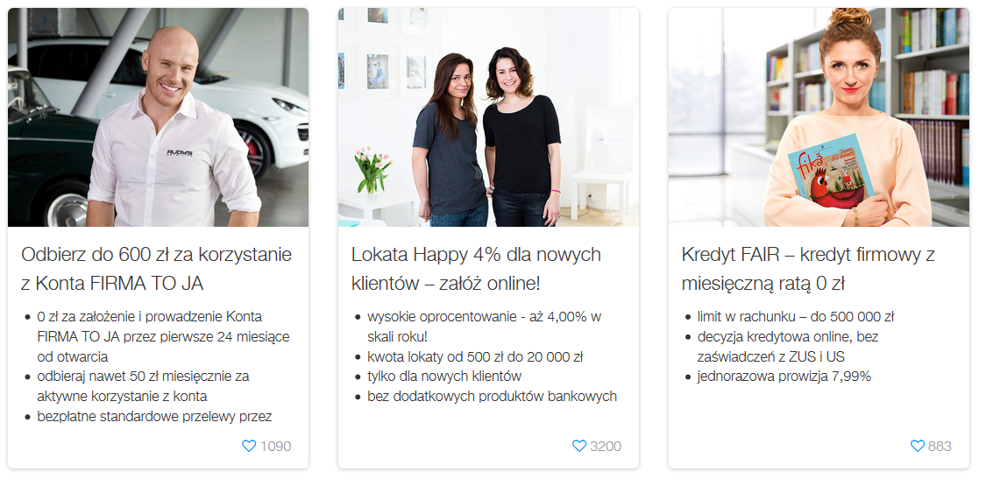 RUDY'S
fika
Odbierz do 600 zł za korzystanie
z Konta FIRMA TO JA
0 zł za założenie i prowadzenie Konta
FIRMA TO JA przez pierwsze 24 miesiące
od otwarcia
odbieraj nawet 50 zł miesięcznie za
aktywne korzystanie z konta
bezpłatne standardowe przelewy przez
1090
Lokata Happy 4% dla nowych
klientów – załóż online!
wysokie oprocentowanie - aż 4,00% w
skali roku!
kwota lokaty od 500 zł do 20 000 zł
tylko dla nowych klientów
bez dodatkowych produktów bankowych
3200
Kredyt FAIR – kredyt firmowy z
miesięczną ratą 0 zł
limit w rachunku – do 500 000 zł
decyzja kredytowa online, bez
zaświadczeń z ZUS i US
jednorazowa prowizja 7,99%
883